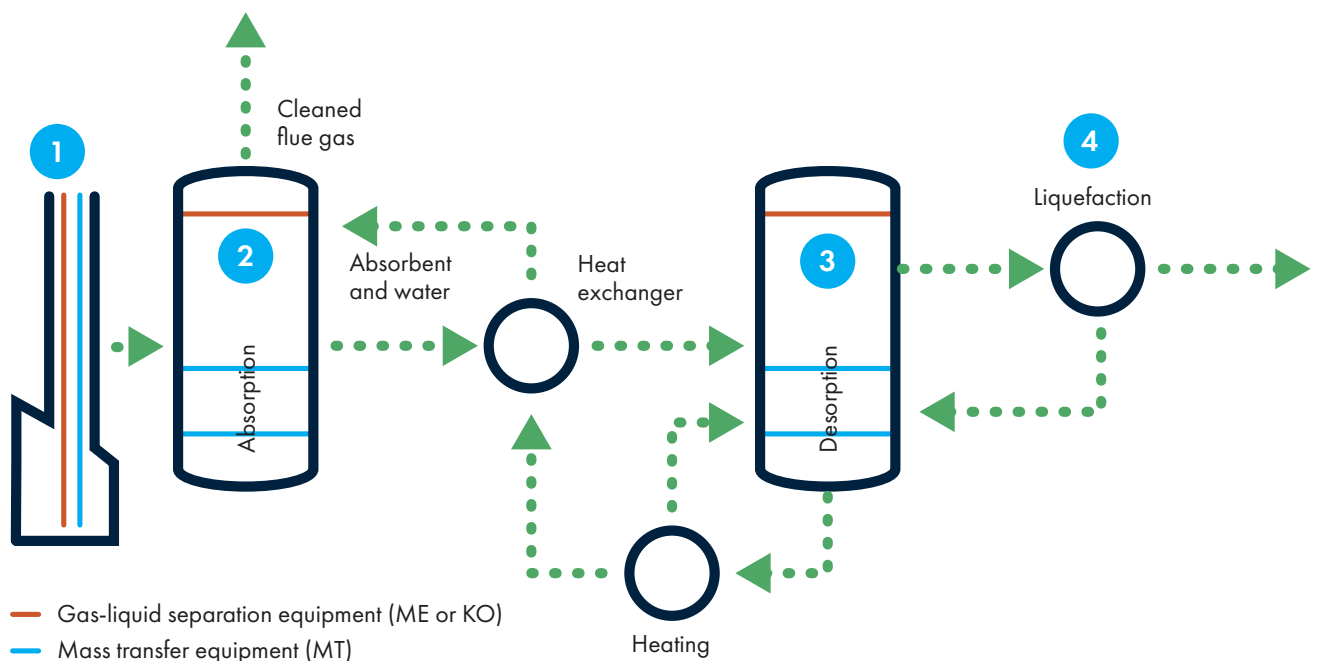 Cleaned
flue gas
1
4
Liquefaction
2
3
Absorbent
and water
Heat
exchanger
Absorption
Desorption
Gas-liquid separation equipment (ME or KO)
Heating
Mass transfer equipment (MT)